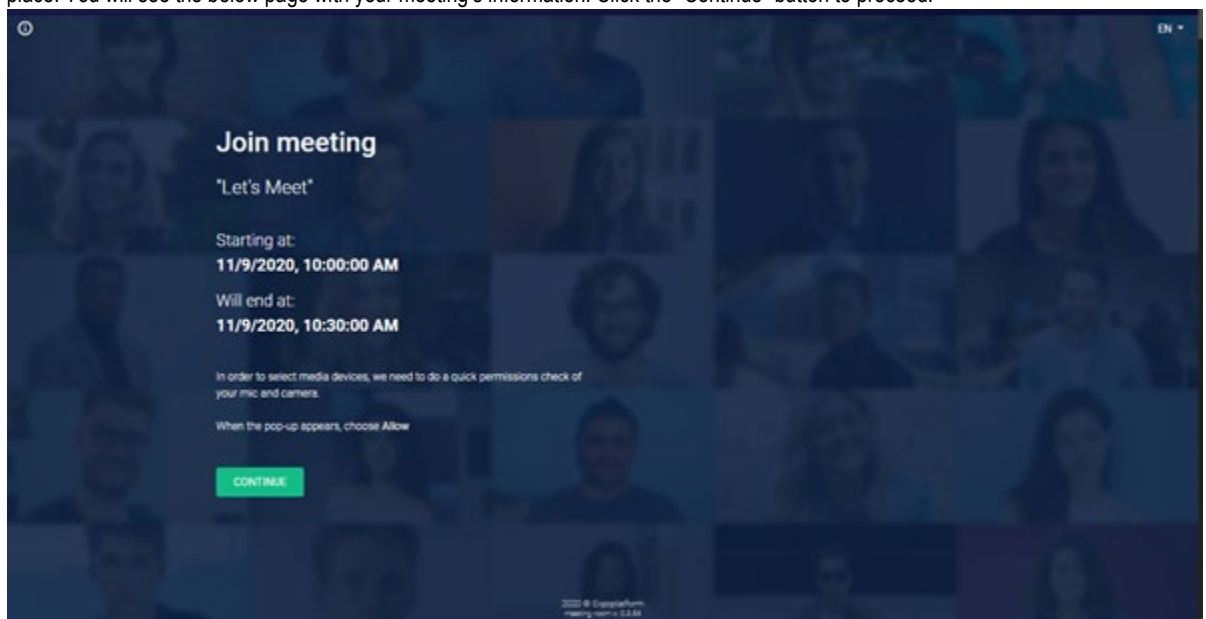 place. You will see the below page with your meeting's information. Click the "Continue" button to proceed.
EN
Join meeting
"Let's Meet"
Starting at:
11/9/2020, 10:00:00 AM
Will end at:
11/9/2020, 10:30:00 AM
In order to select media devices, we need to do a quick permissions check of
your mic and camera.
When the pop-up appears, choose Allow
CONTINUE
2020 © Expoplatform
meeting room v.